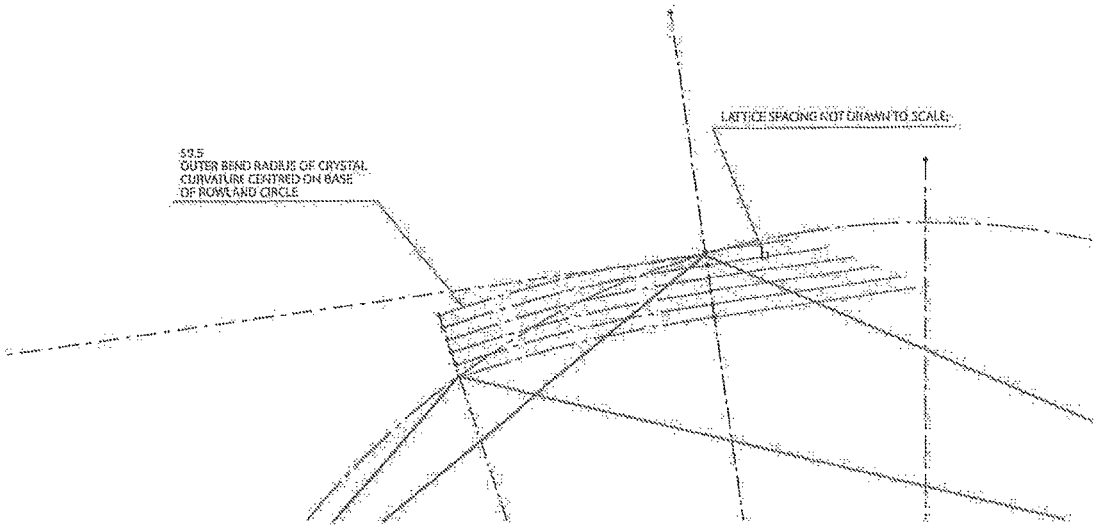 59.5
OUTER BEND RADIUS OF CRYSTAL
CURVATURE CENTRED ON BASE
OF ROWLAND CIRCLE
LATTICE SPACING NOT DRAWN TO SCALE